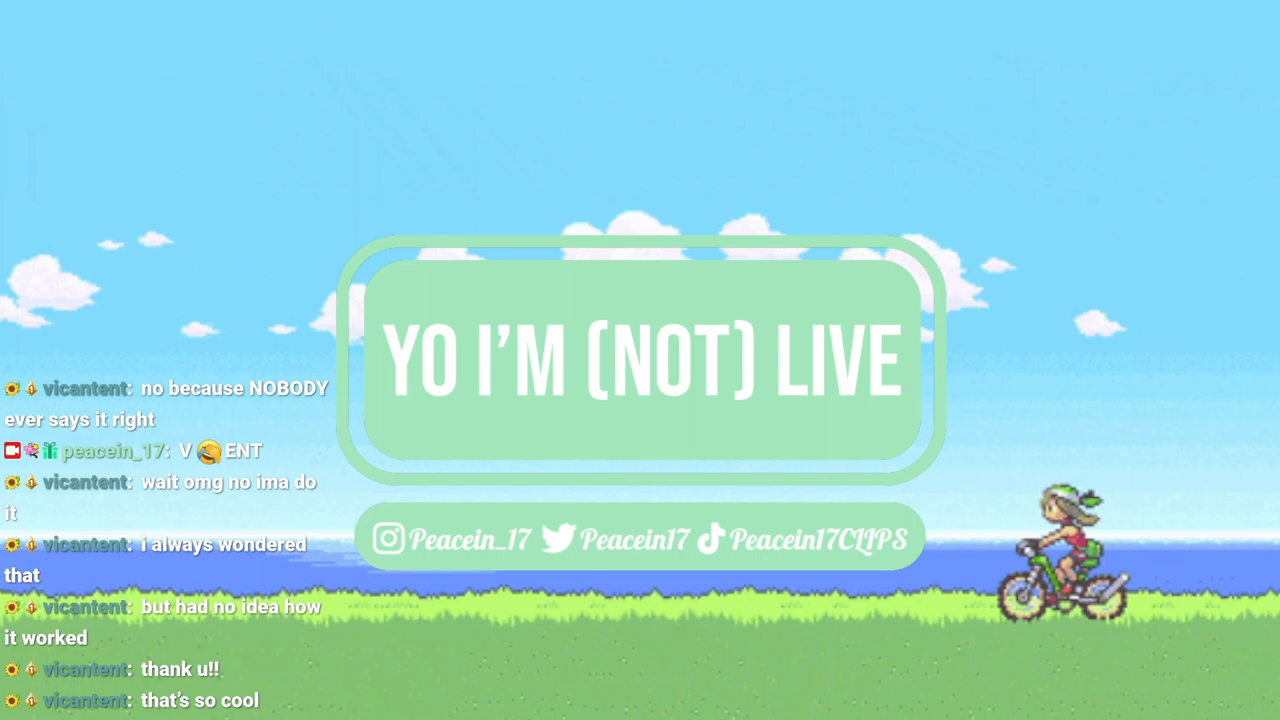 YO I'M (NOT) LIVE
Peacein_17 Peacein17 Peacein17CLIPS
vicantent: no because NOBODY
ever says it right
peacein_17: V 🤣 ENT
vicantent: wait omg no ima do
it
vicantent: i always wondered
that
vicantent: but had no idea how
it worked
vicantent: thank u!!
vicantent: that's so cool